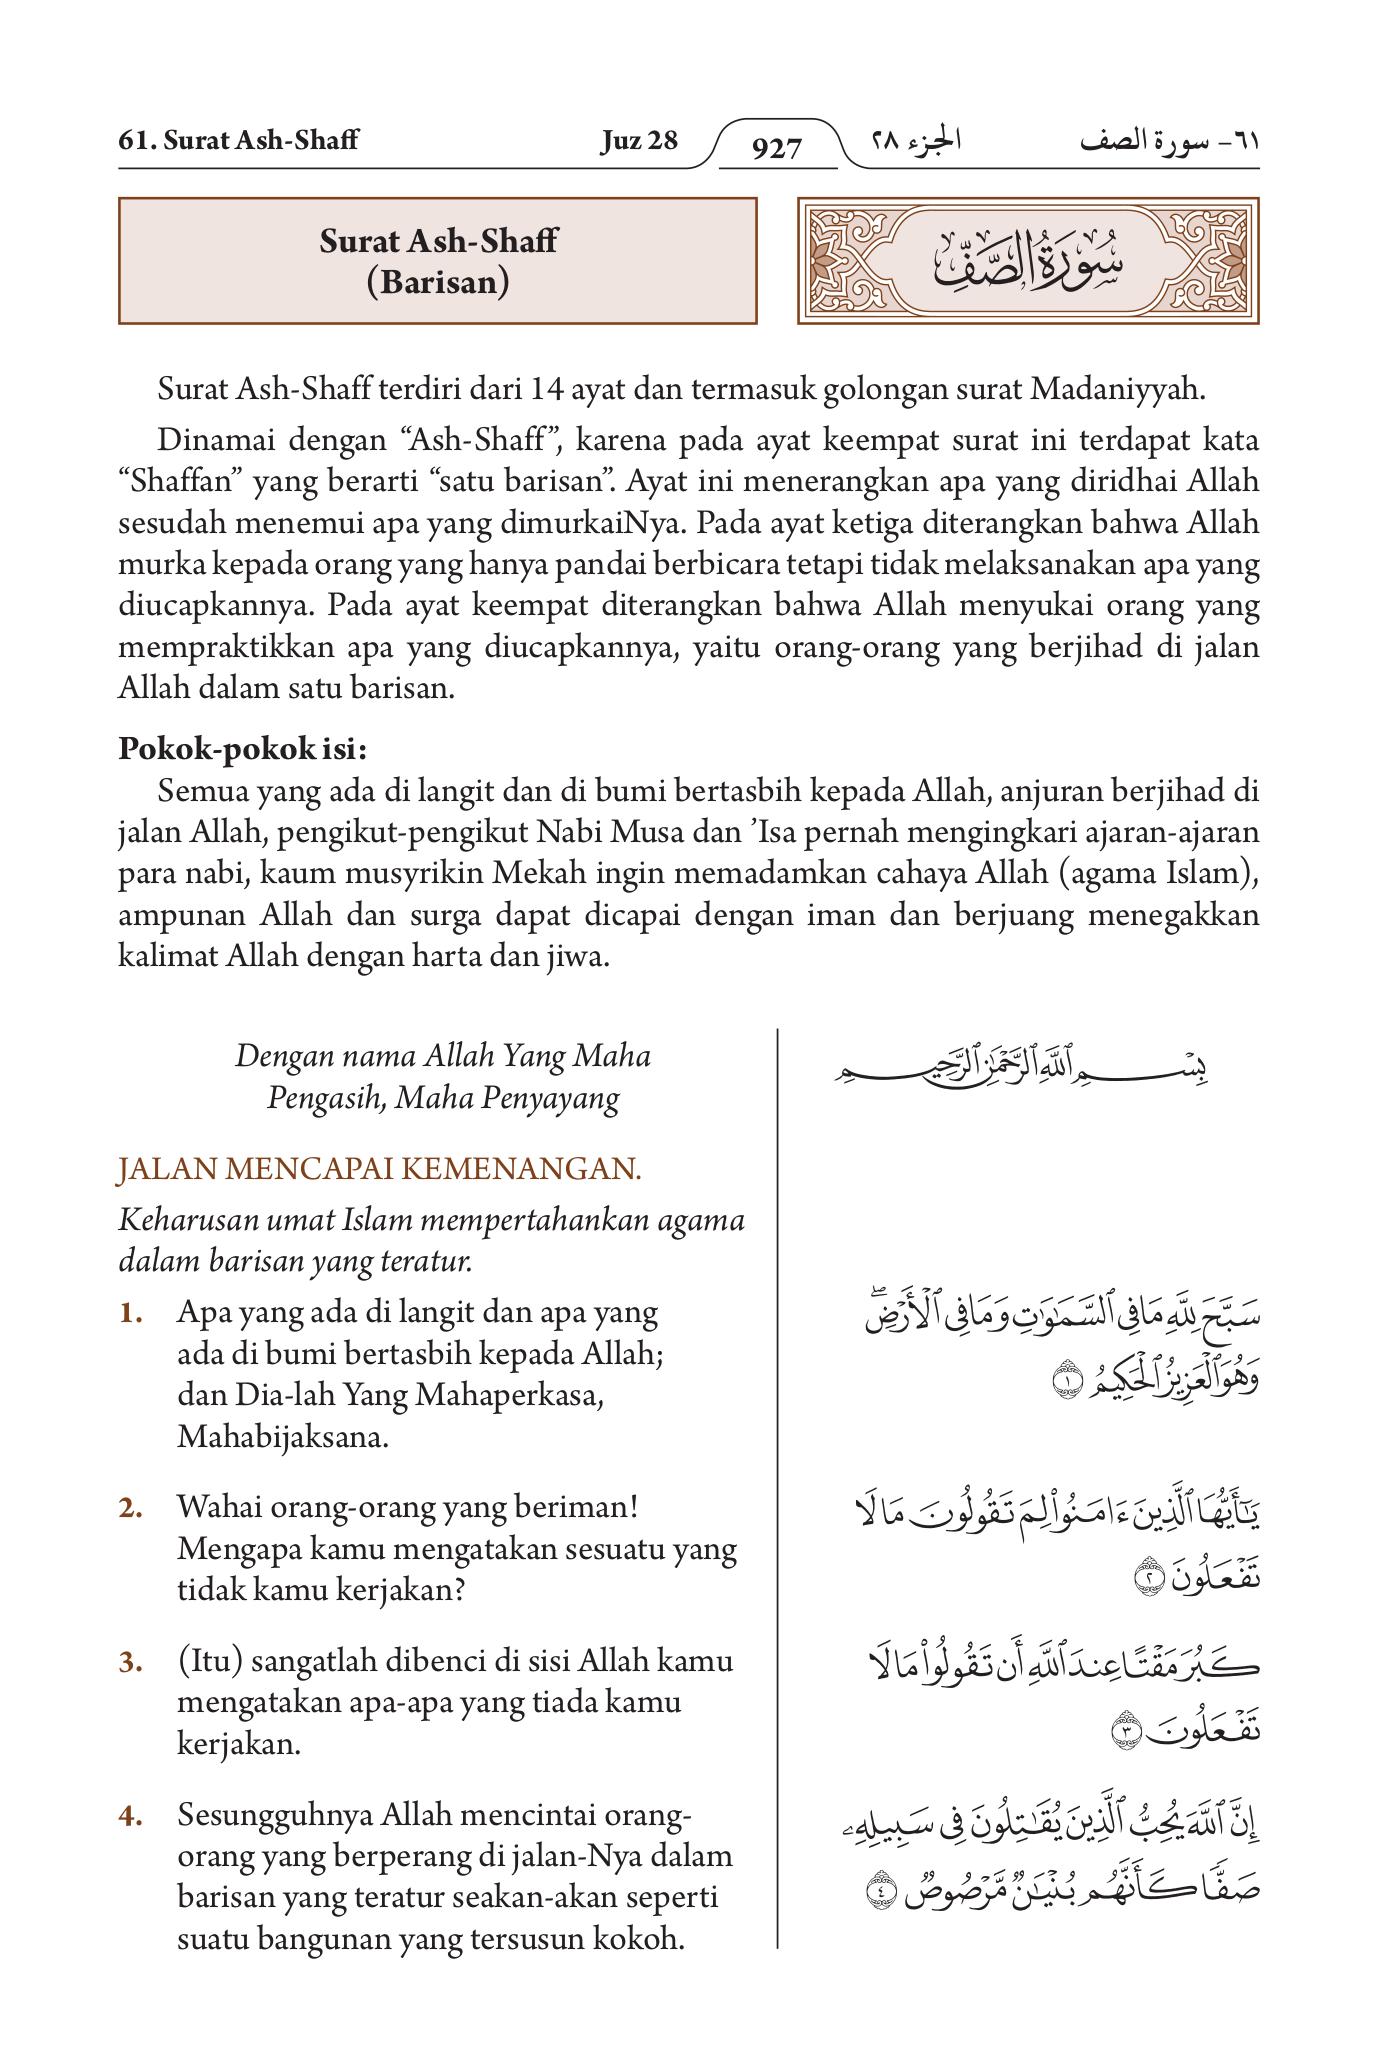 61. Surat Ash-Shaff
Juz 28
927
الجزء ٢٨
٦١- سورة الصف
Surat Ash-Shaff
(Barisan)
سُورَةُ الصَّفِّ
Surat Ash-Shaff terdiri dari 14 ayat dan termasuk golongan surat Madaniyyah.
Dinamai dengan “Ash-Shaff”, karena pada ayat keempat surat ini terdapat kata
“Shaffan” yang berarti “satu barisan”. Ayat ini menerangkan apa yang diridhai Allah
sesudah menemui apa yang dimurkaiNya. Pada ayat ketiga diterangkan bahwa Allah
murka kepada orang yang hanya pandai berbicara tetapi tidak melaksanakan apa yang
diucapkannya. Pada ayat keempat diterangkan bahwa Allah menyukai orang yang
mempraktikkan apa yang diucapkannya, yaitu orang-orang yang berjihad di jalan
Allah dalam satu barisan.
Pokok-pokok isi:
Semua yang ada di langit dan di bumi bertasbih kepada Allah, anjuran berjihad di
jalan Allah, pengikut-pengikut Nabi Musa dan ’Isa pernah mengingkari ajaran-ajaran
para nabi, kaum musyrikin Mekah ingin memadamkan cahaya Allah (agama Islam),
ampunan Allah dan surga dapat dicapai dengan iman dan berjuang menegakkan
kalimat Allah dengan harta dan jiwa.
Dengan nama Allah Yang Maha
Pengasih, Maha Penyayang
JALAN MENCAPAI KEMENANGAN.
Keharusan umat Islam mempertahankan agama
dalam barisan yang teratur.
1. Apa yang ada di langit dan apa yang
ada di bumi bertasbih kepada Allah;
dan Dia-lah Yang Mahaperkasa,
Mahabijaksana.
2. Wahai orang-orang yang beriman!
Mengapa kamu mengatakan sesuatu yang
tidak kamu kerjakan?
3. (Itu) sangatlah dibenci di sisi Allah kamu
mengatakan apa-apa yang tiada kamu
kerjakan.
4. Sesungguhnya Allah mencintai orang-
orang yang berperang di jalan-Nya dalam
barisan yang teratur seakan-akan seperti
suatu bangunan yang tersusun kokoh.
بِسْمِ ٱللَّهِ ٱلرَّحْمَٰنِ ٱلرَّحِيمِ
سَبَّحَ لِلَّهِ مَا فِى ٱلسَّمَٰوَٰتِ وَمَا فِى ٱلْأَرْضِۖ
وَهُوَ ٱلْعَزِيزُ ٱلْحَكِيمُ ١
يَٰٓأَيُّهَا ٱلَّذِينَ ءَامَنُوا۟ لِمَ تَقُولُونَ مَا لَا
تَفْعَلُونَ ٢
كَبُرَ مَقْتًا عِندَ ٱللَّهِ أَن تَقُولُوا۟ مَا لَا
تَفْعَلُونَ ٣
إِنَّ ٱللَّهَ يُحِبُّ ٱلَّذِينَ يُقَٰتِلُونَ فِى سَبِيلِهِۦ
صَفًّا كَأَنَّهُم بُنْيَٰنٌ مَّرْصُوصٌ ٤